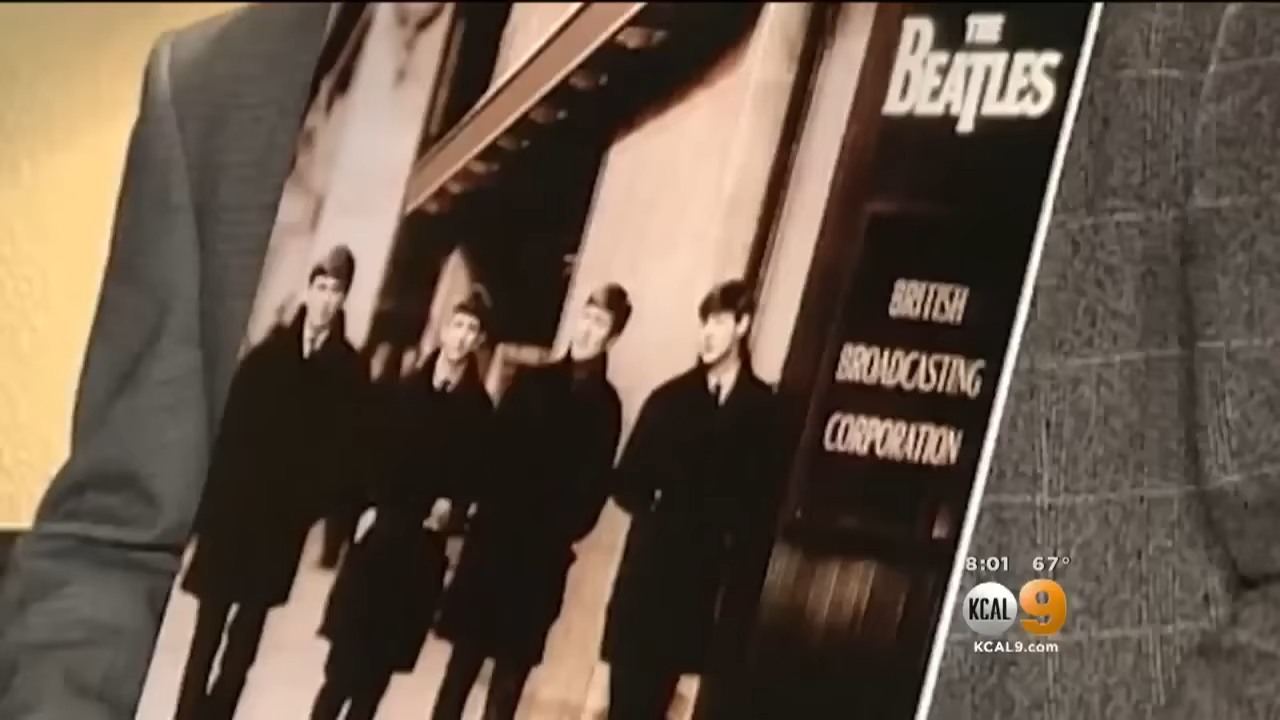 THE
BEATLES
BRITISH
BROADCASTING
CORPORATION
8:01 67°
KCAL 9
KCAL9.com